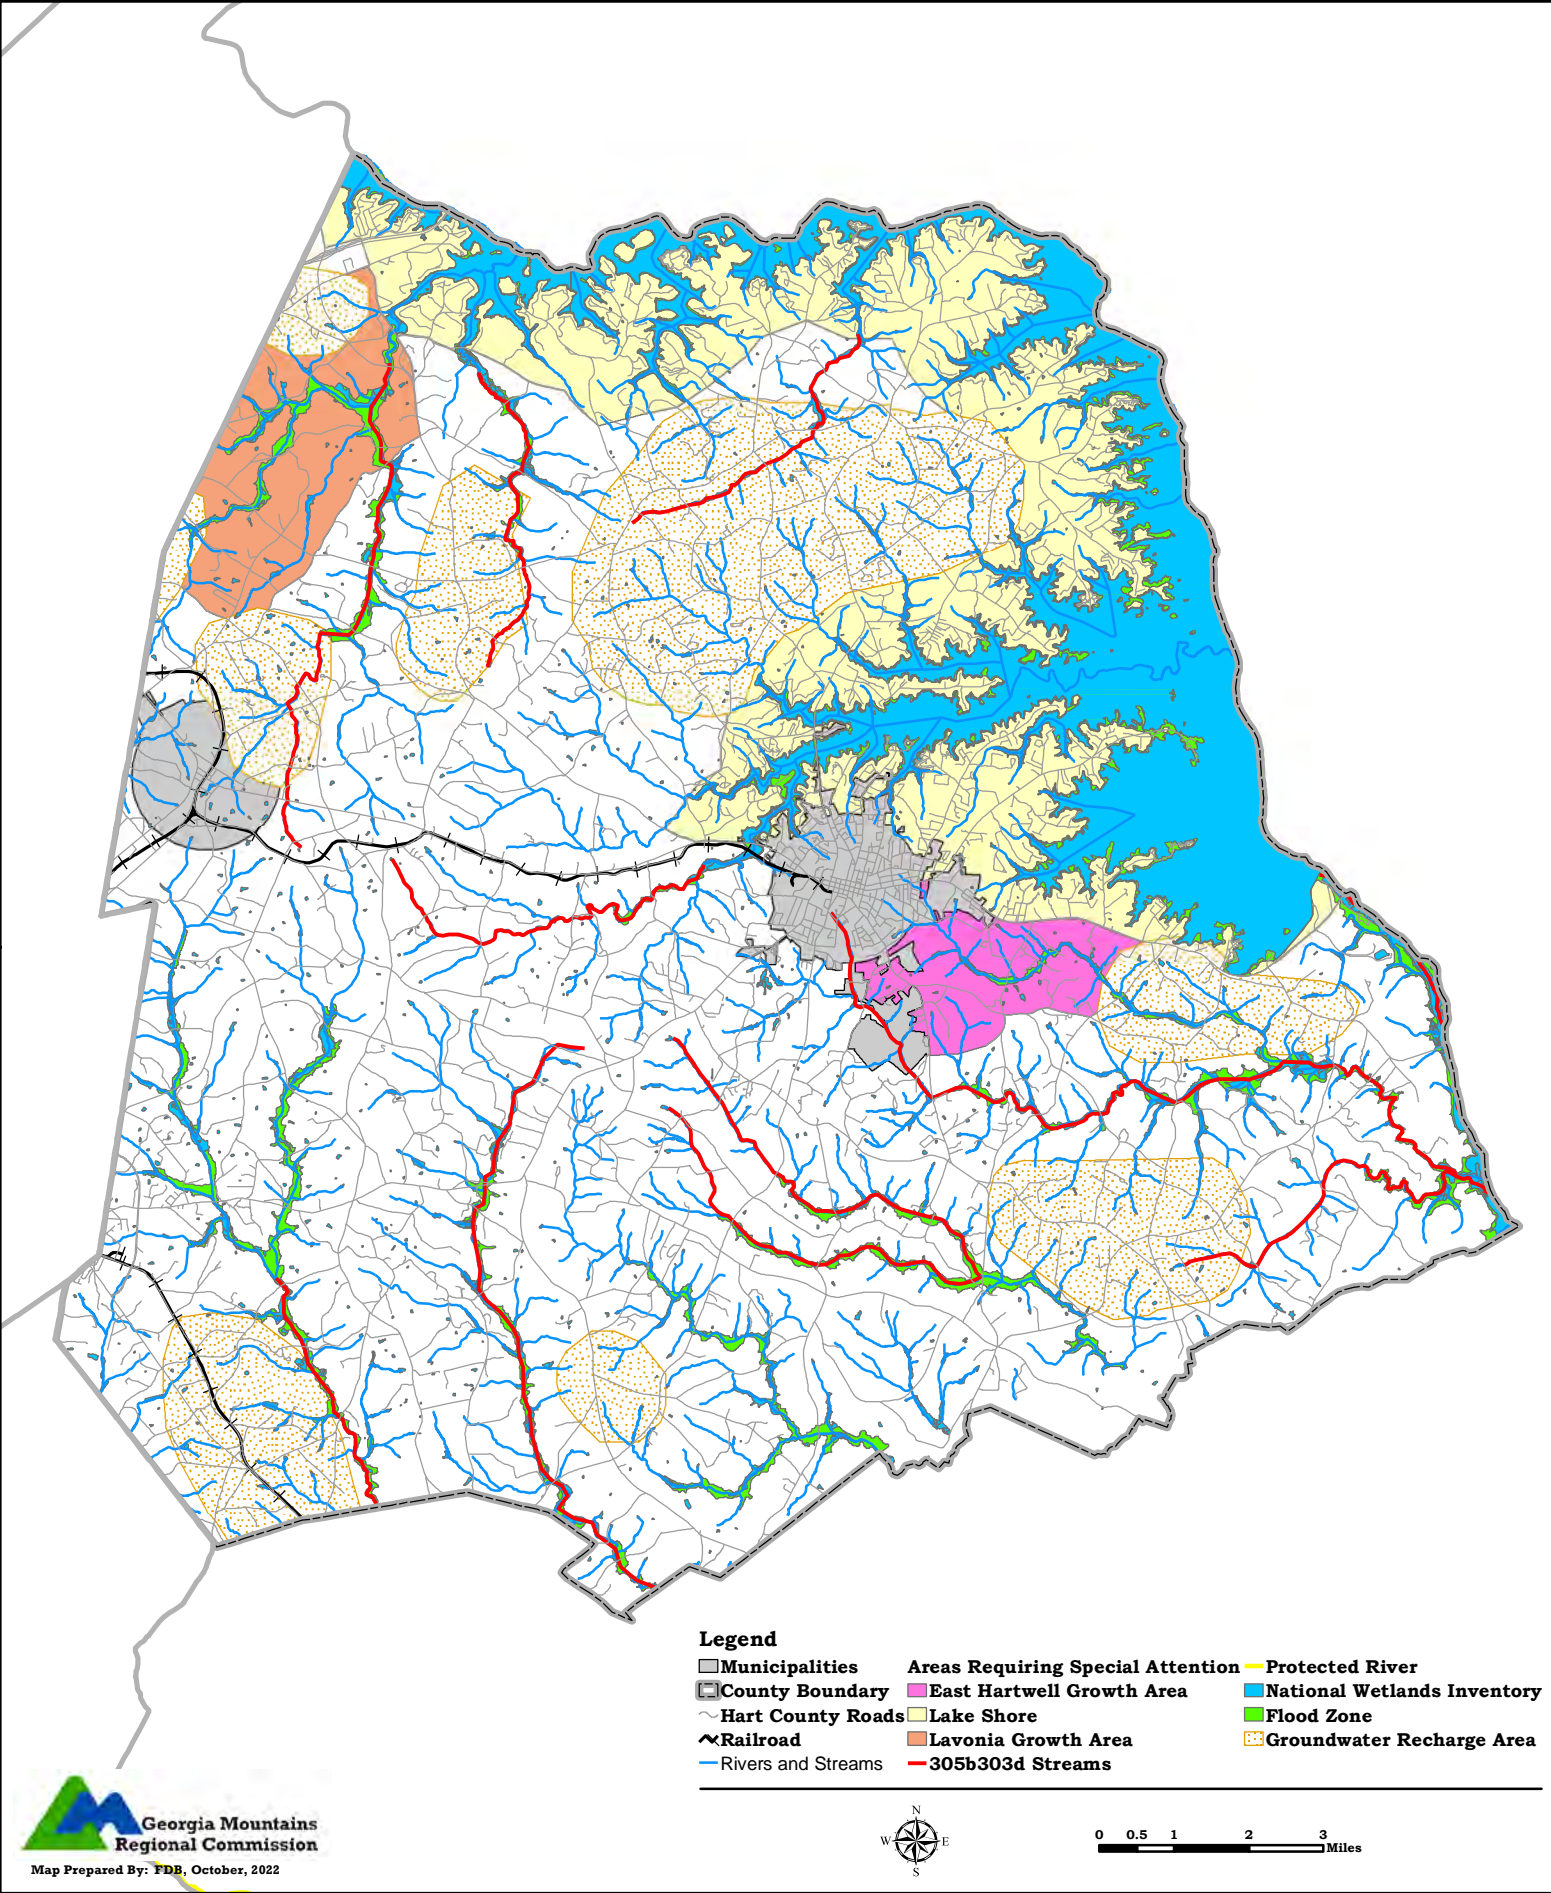 Legend
Municipalities
County Boundary
Hart County Roads
Railroad
Rivers and Streams
Areas Requiring Special Attention
East Hartwell Growth Area
Lake Shore
Lavonia Growth Area
305b303d Streams
Protected River
National Wetlands Inventory
Flood Zone
Groundwater Recharge Area
Georgia Mountains
Regional Commission
Map Prepared By: FDB, October, 2022
N
W E
S
0 0.5 1 2 3
Miles